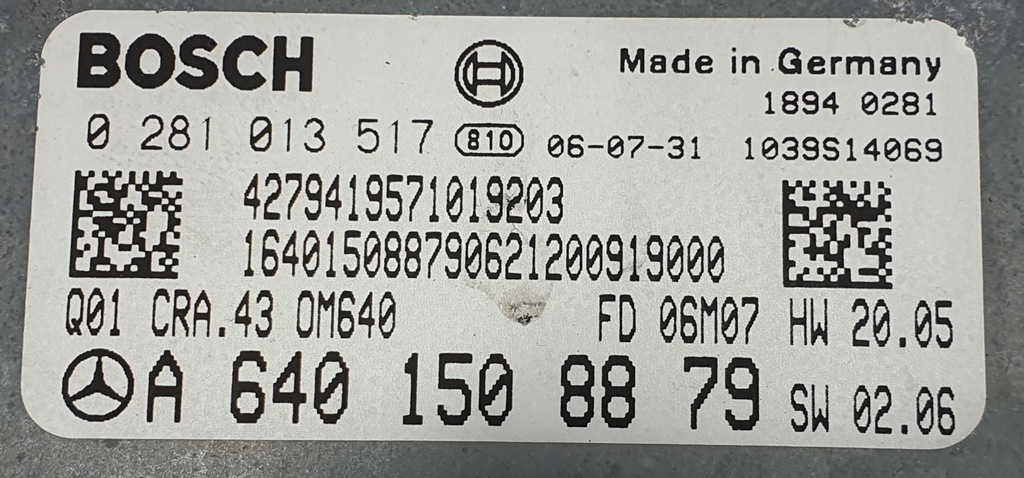 BOSCH
Made in Germany
1894 0281
0 281 013 517 810 06-07-31 1039S14069
4279419571019203
164015088790621200919000
Q01 CRA.43 OM640 FD 06M07 HW 20.05
A 640 150 88 79 SW 02.06